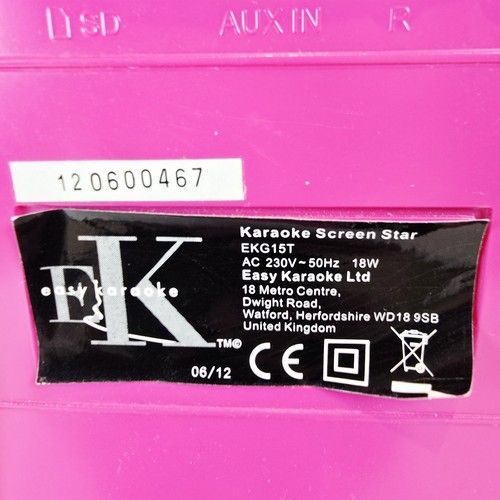 SD AUX IN R
120600467
EK
easy karaoke
TM©
Karaoke Screen Star
EKG15T
AC 230V~50Hz 18W
Easy Karaoke Ltd
18 Metro Centre,
Dwight Road,
Watford, Herfordshire WD18 9SB
United Kingdom
06/12
CE